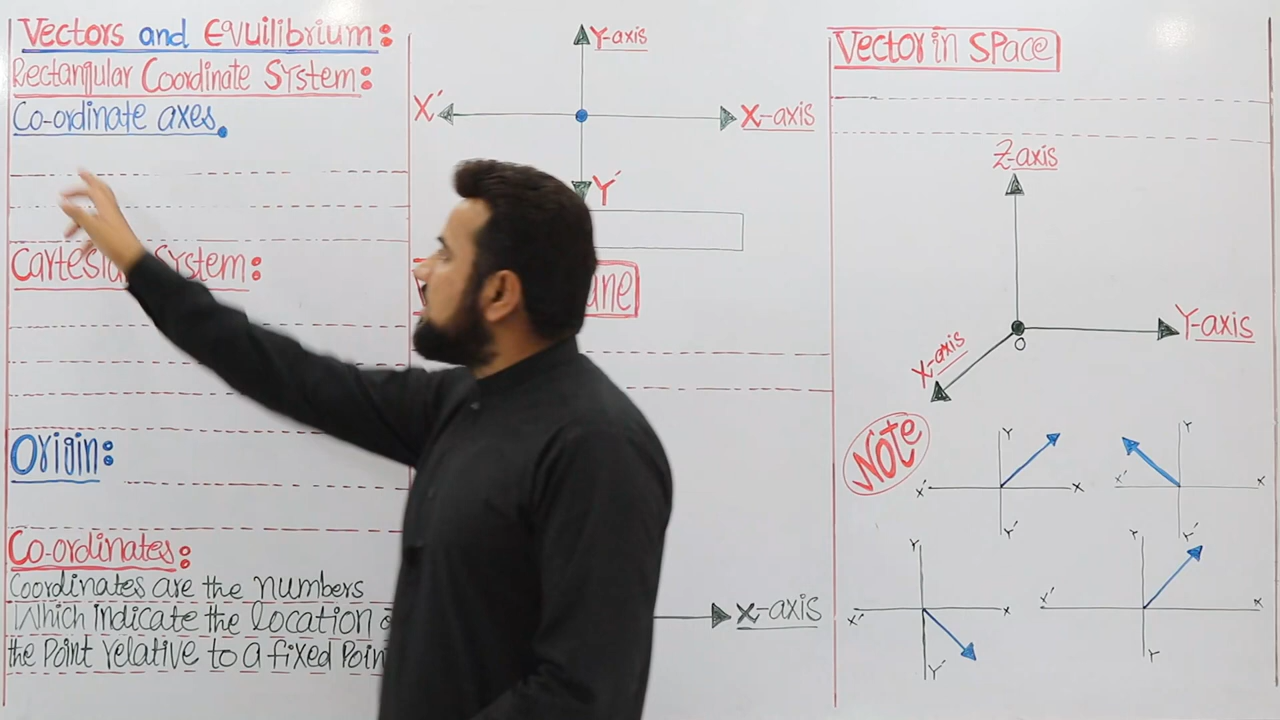 Vectors and Equilibrium:
Rectangular Coordinate System:
Co-ordinate axes.
System:
Origin:
Co-ordinates:
Coordinates are the numbers
Which indicate the location
the Point relative to a fixed
Y-axis
X'
X-axis
Y'
X-axis
Vector in Space
Z-axis
Y-axis
X-axis
O
Note
Y
X'
X
Y'
Y
X'
X
Y'
Y
X'
X
Y'
Y
X'
X
Y